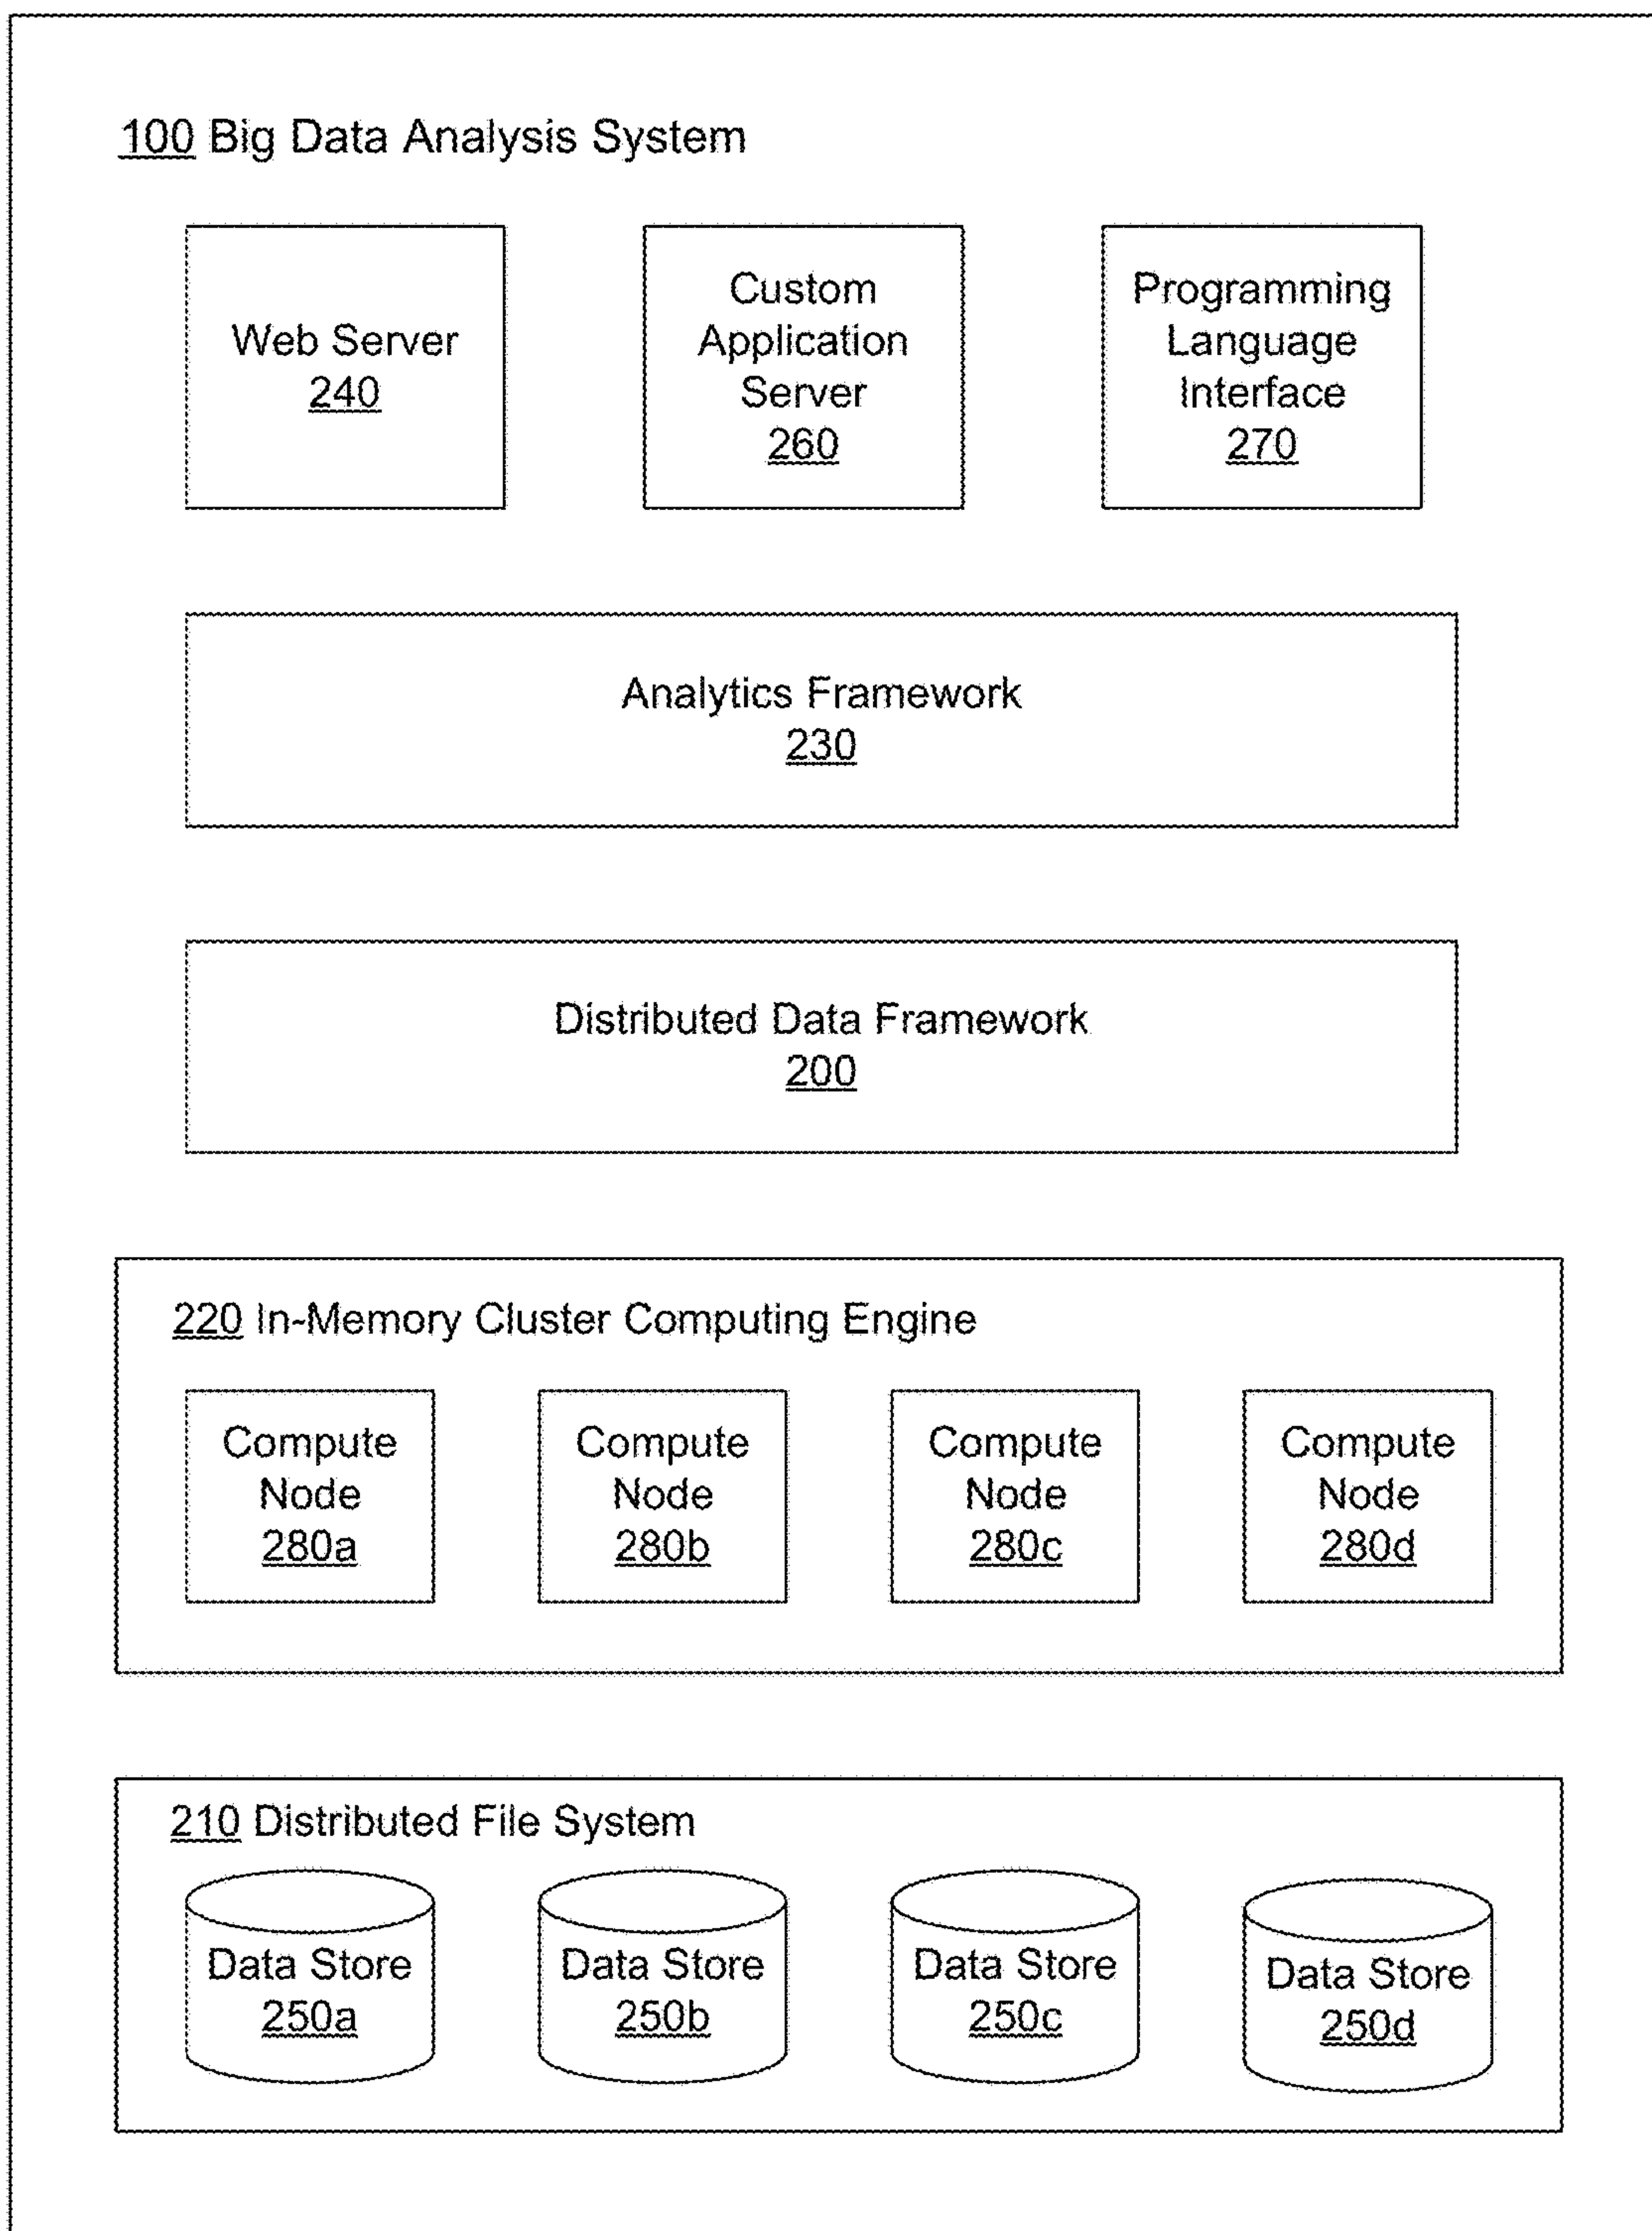 100 Big Data Analysis System
Web Server
240
Custom
Application
Server
260
Programming
Language
Interface
270
Analytics Framework
230
Distributed Data Framework
200
220 In-Memory Cluster Computing Engine
Compute
Node
280a
Compute
Node
280b
Compute
Node
280c
Compute
Node
280d
210 Distributed File System
Data Store
250a
Data Store
250b
Data Store
250c
Data Store
250d